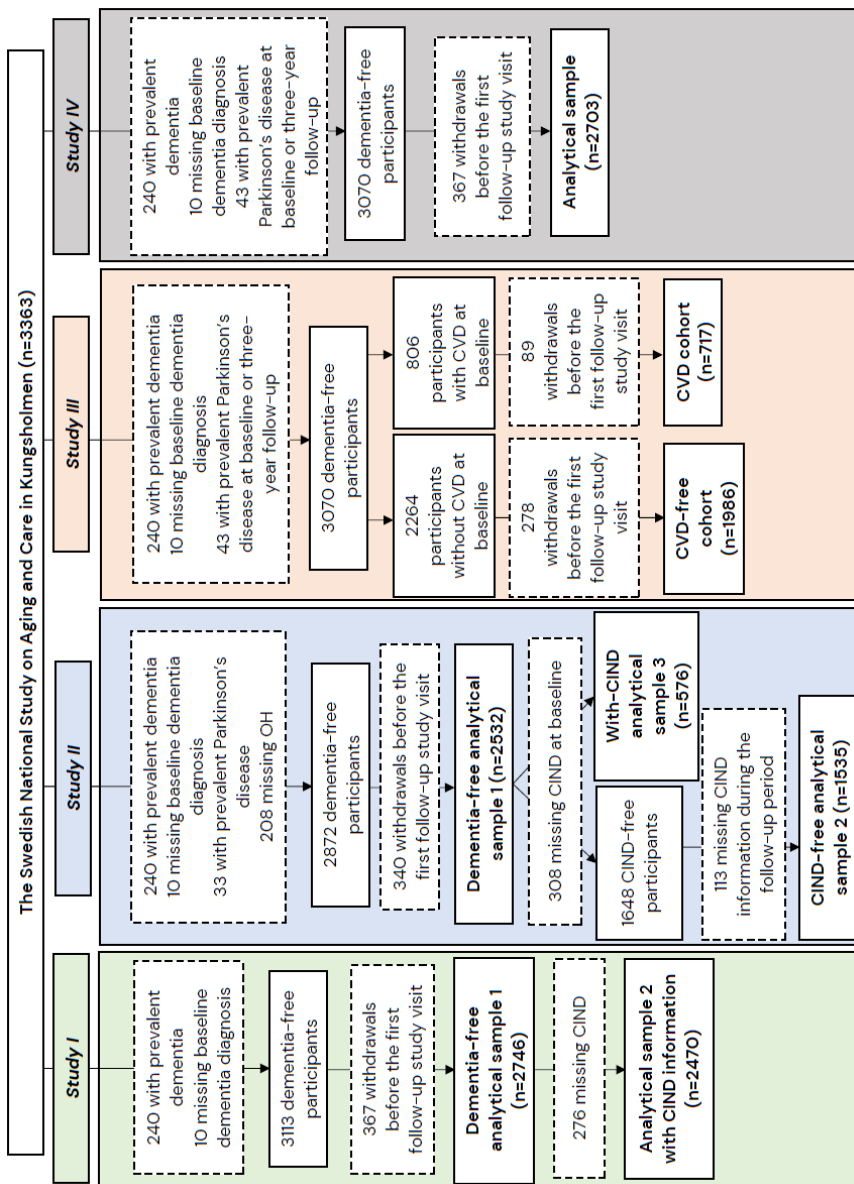 The Swedish National Study on Aging and Care in Kungsholmen (n=3363)
Study I
240 with prevalent
dementia
10 missing baseline
dementia diagnosis
3113 dementia-free
participants
367 withdrawals
before the first
follow-up study visit
Dementia-free
analytical sample 1
(n=2746)
276 missing CIND
Analytical sample 2
with CIND information
(n=2470)
Study II
240 with prevalent dementia
10 missing baseline dementia
diagnosis
33 with prevalent Parkinson's
disease
208 missing OH
2872 dementia-free
participants
340 withdrawals before the
first follow-up study visit
Dementia-free analytical
sample 1 (n=2532)
308 missing CIND at baseline
1648 CIND-free
participants
With-CIND
analytical
sample 3
(n=576)
113 missing CIND
information during the
follow-up period
CIND-free analytical
sample 2 (n=1535)
Study III
240 with prevalent dementia
10 missing baseline dementia
diagnosis
43 with prevalent Parkinson's
disease at baseline or three-
year follow-up
3070 dementia-free
participants
2264
participants
without CVD at
baseline
806
participants
with CVD at
baseline
278
withdrawals
before the first
follow-up study
visit
89
withdrawals
before the
first follow-up
study visit
CVD-free
cohort
(n=1986)
CVD cohort
(n=717)
Study IV
240 with prevalent
dementia
10 missing baseline
dementia diagnosis
43 with prevalent
Parkinson's disease at
baseline or three-year
follow-up
3070 dementia-free
participants
367 withdrawals
before the first
follow-up study visit
Analytical sample
(n=2703)